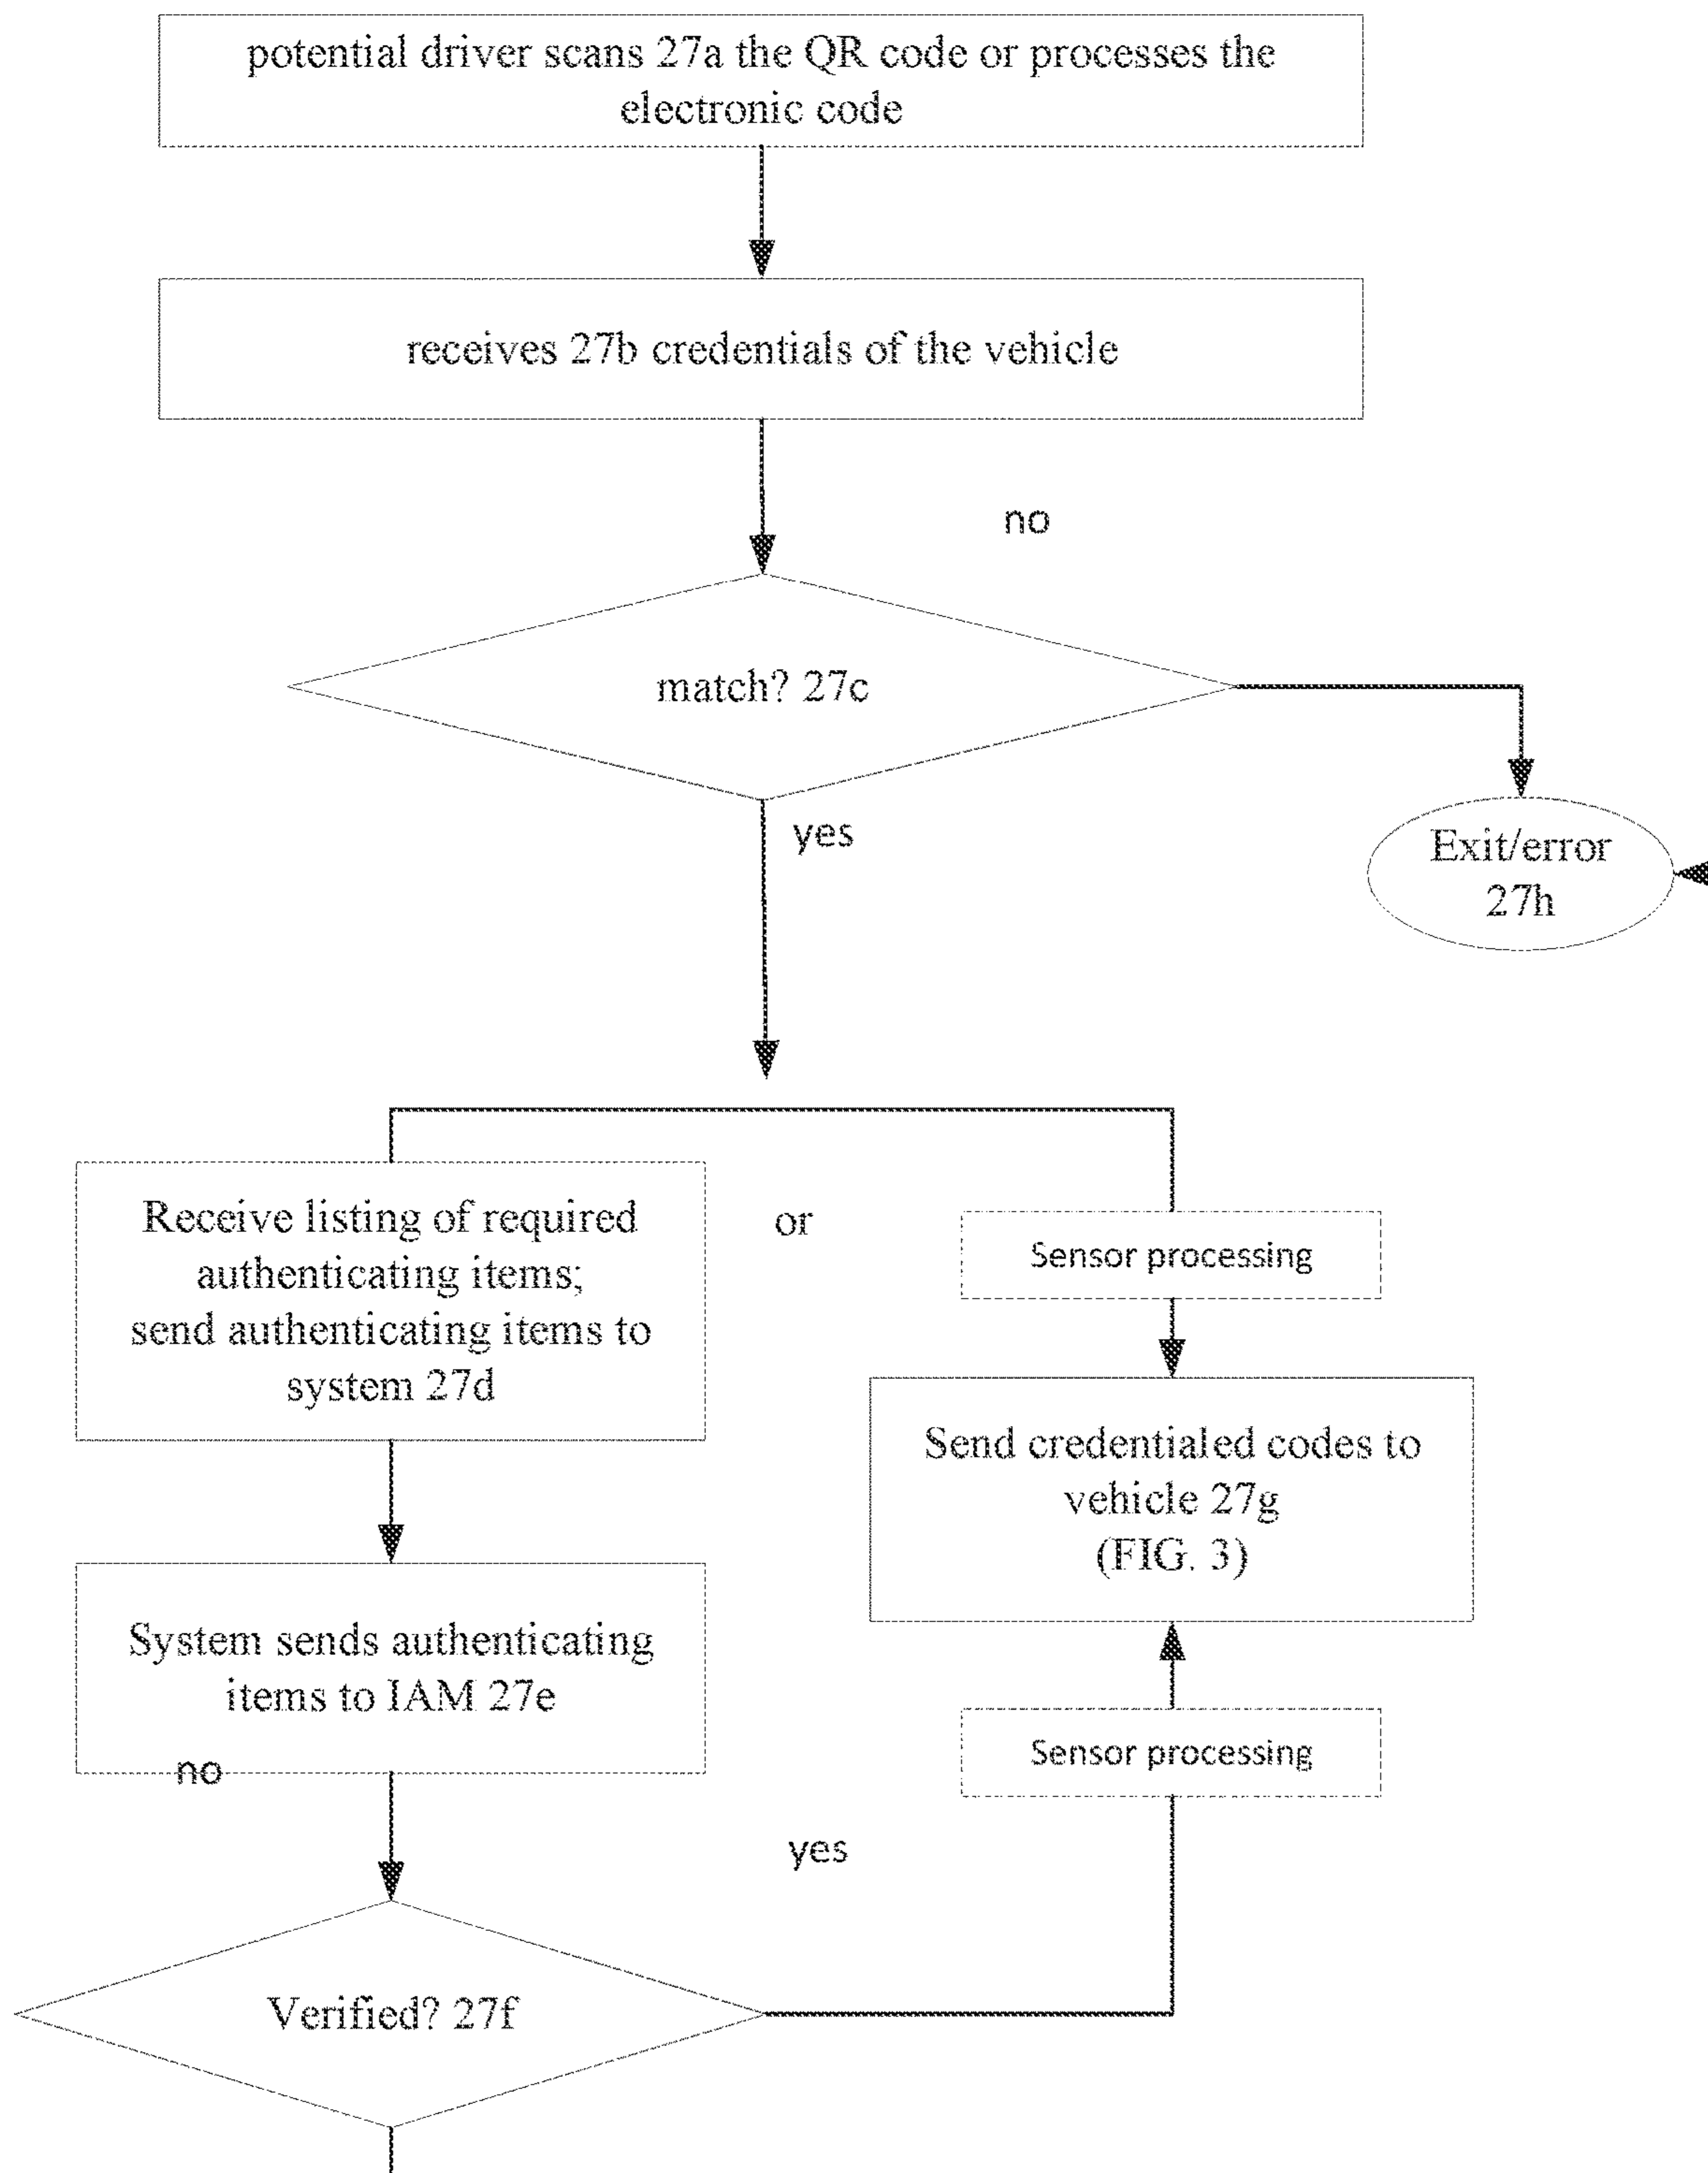 potential driver scans 27a the QR code or processes the
electronic code
receives 27b credentials of the vehicle
no
match? 27c
yes
Exit/error
27h
Receive listing of required
authenticating items;
send authenticating items to
system 27d
or
Sensor processing
Send credentialed codes to
vehicle 27g
(FIG. 3)
System sends authenticating
items to IAM 27e
no
Sensor processing
yes
Verified? 27f